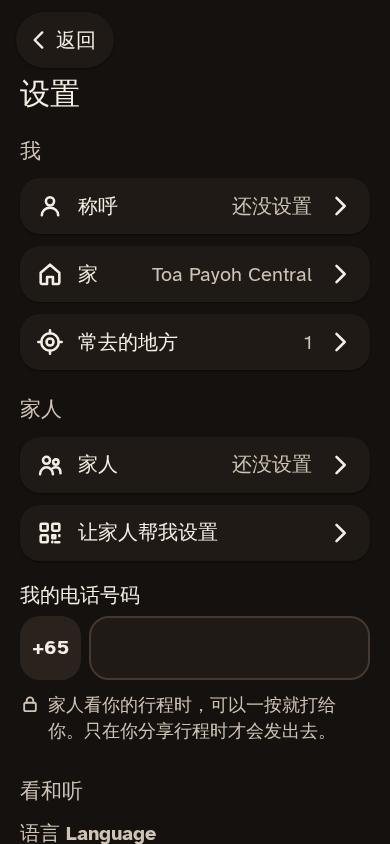 返回
设置
我
称呼 还没设置
家 Toa Payoh Central
常去的地方 1
家人
家人 还没设置
让家人帮我设置
我的电话号码
+65
家人看你的行程时，可以一按就打给
你。只在你分享行程时才会发出去。
看和听
语言 Language